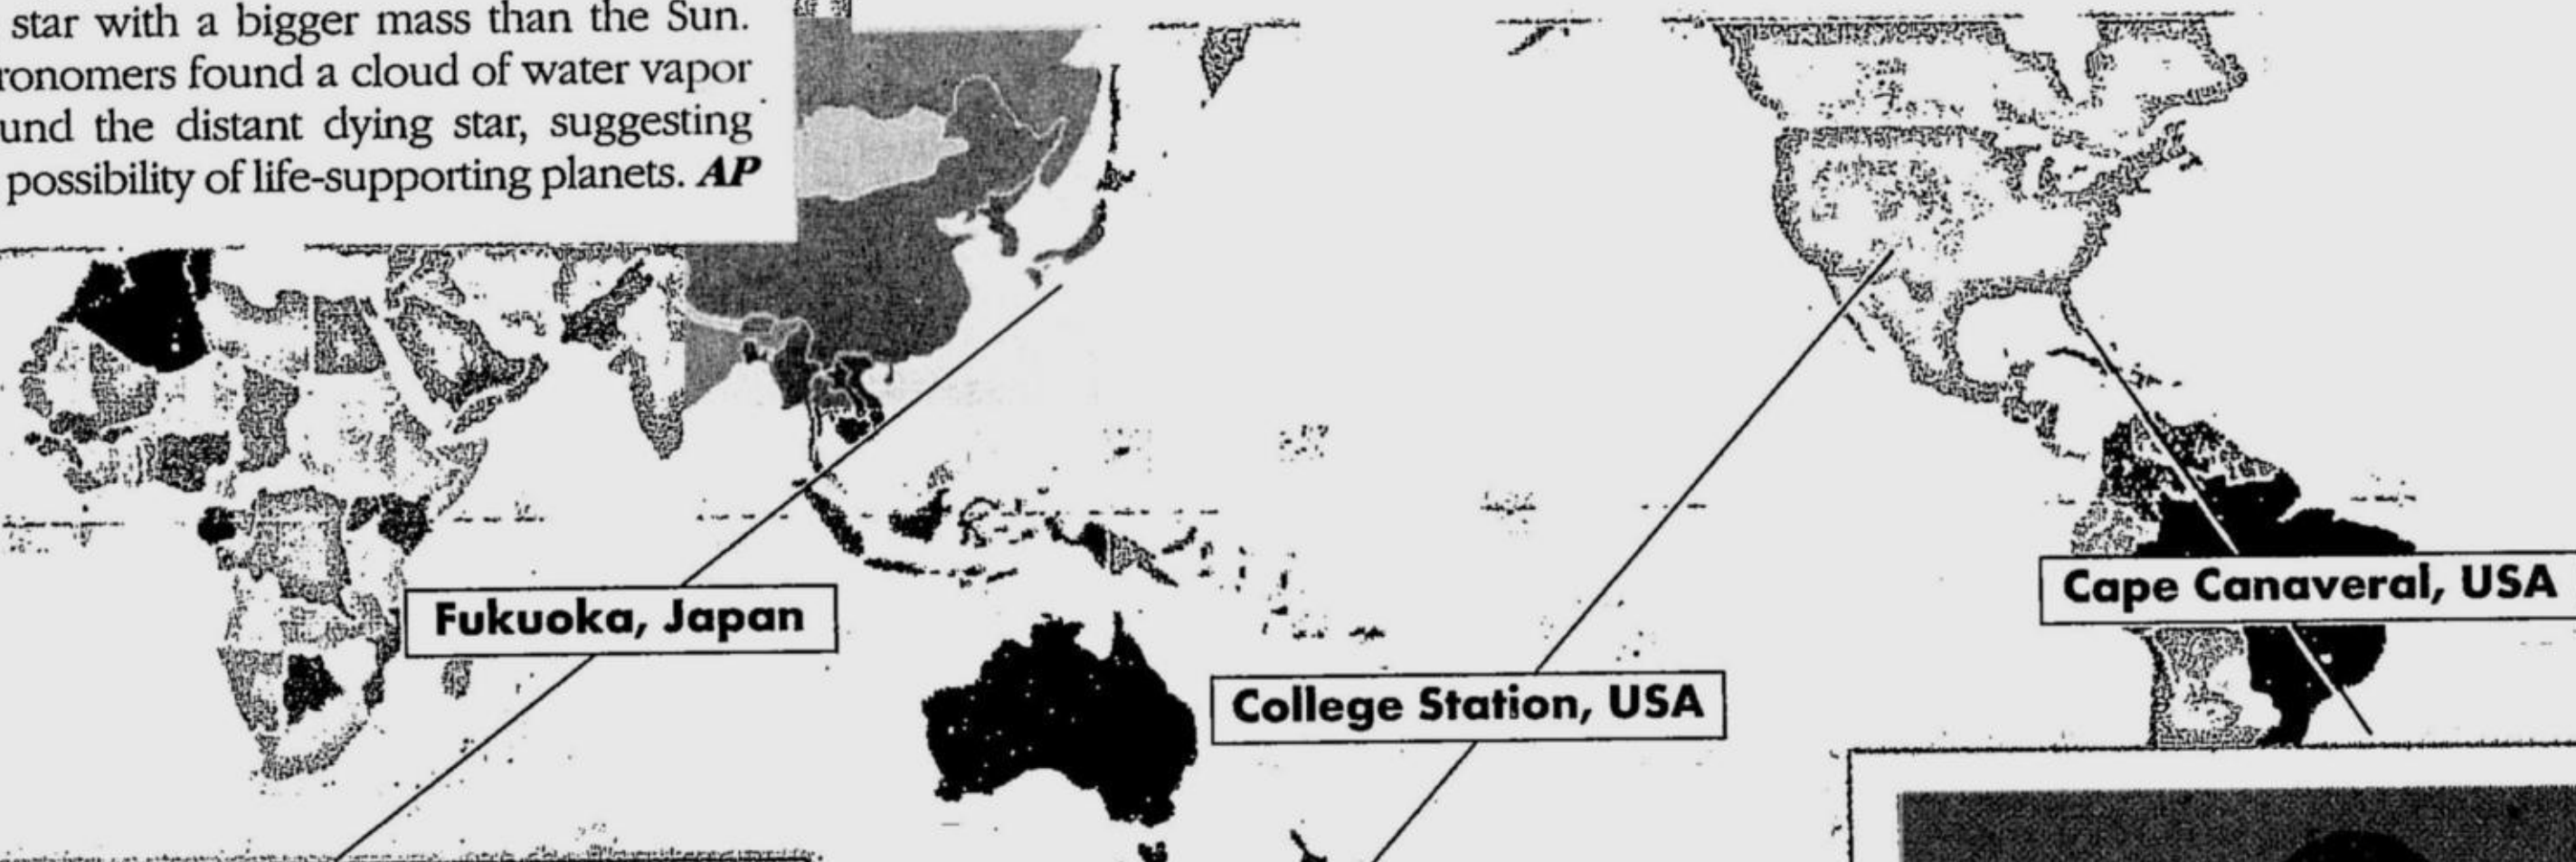 star with a bigger mass than the Sun.
ronomers found a cloud of water vapor
und the distant dying star, suggesting
possibility of life-supporting planets. AP
Fukuoka, Japan
Cape Canaveral, USA
College Station, USA